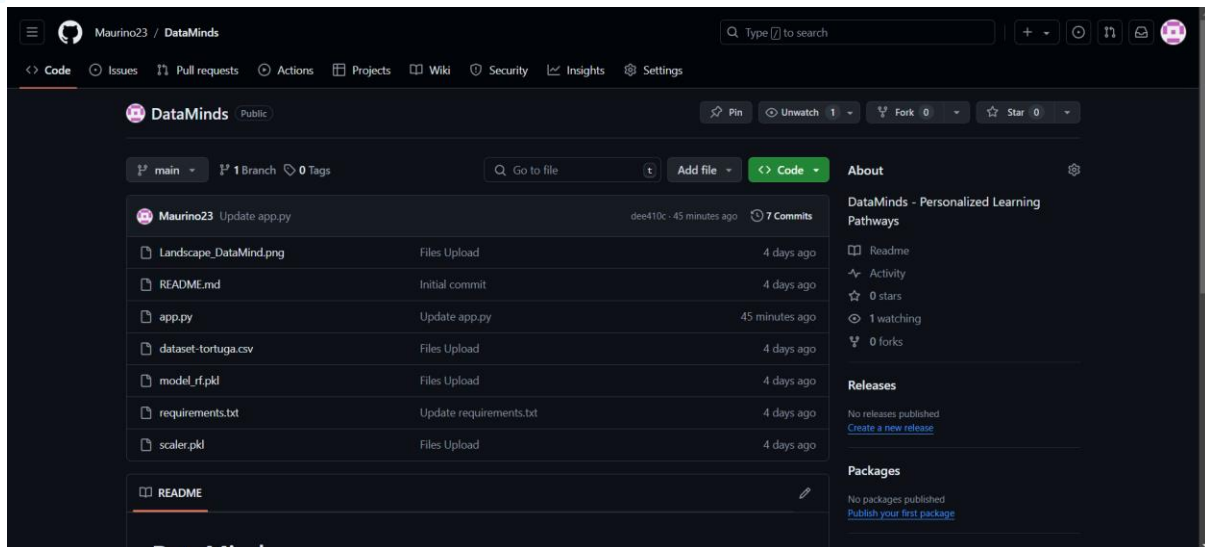 Maurino23 / DataMinds
Type / to search
Code Issues Pull requests Actions Projects Wiki Security Insights Settings
DataMinds Public
Pin Unwatch 1 Fork 0 Star 0
main 1 Branch 0 Tags Go to file t Add file Code
Maurino23 Update app.py dee410c · 45 minutes ago 7 Commits
Landscape_DataMind.png Files Upload 4 days ago
README.md Initial commit 4 days ago
app.py Update app.py 45 minutes ago
dataset-tortuga.csv Files Upload 4 days ago
model_rf.pkl Files Upload 4 days ago
requirements.txt Update requirements.txt 4 days ago
scaler.pkl Files Upload 4 days ago
README
About
DataMinds - Personalized Learning
Pathways
Readme
Activity
0 stars
1 watching
0 forks
Releases
No releases published
Create a new release
Packages
No packages published
Publish your first package